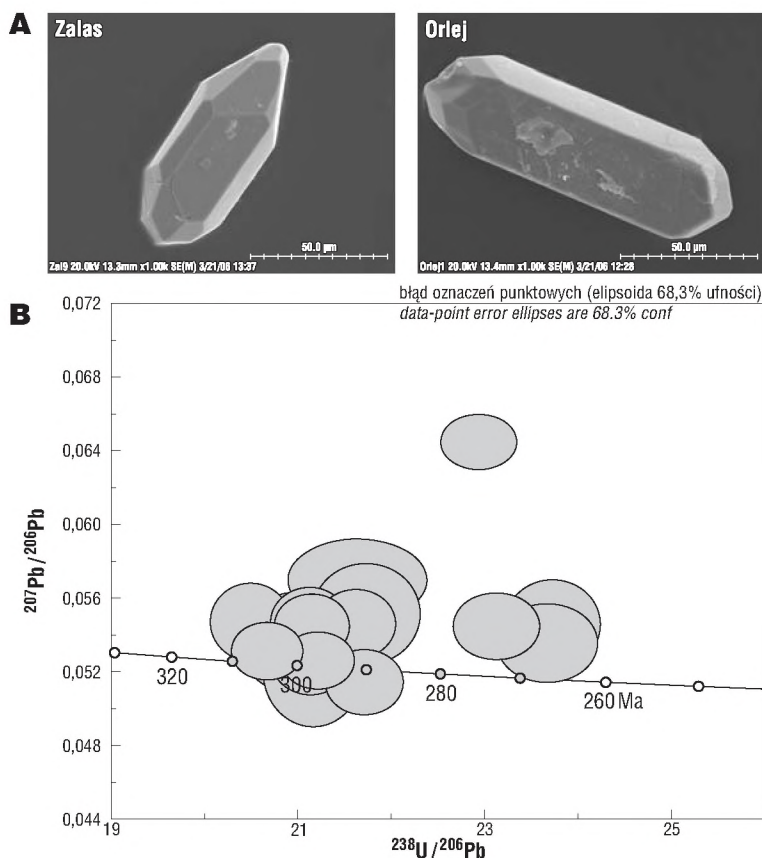 A
Zalas
50.0 µm
Zal9 20.0kV 13.3mm x1.00k SE(M) 3/21/06 13:37
Orlej
50.0 µm
Orlej1 20.0kV 13.4mm x1.00k SE(M) 3/21/06 12:28
B
błąd oznaczeń punktowych (elipsoida 68,3% ufności)
data-point error ellipses are 68.3% conf
0,072
0,068
0,064
0,060
0,056
0,052
0,048
0,044
207Pb/206Pb
320
300
280
260 Ma
19
21
23
25
238U/206Pb